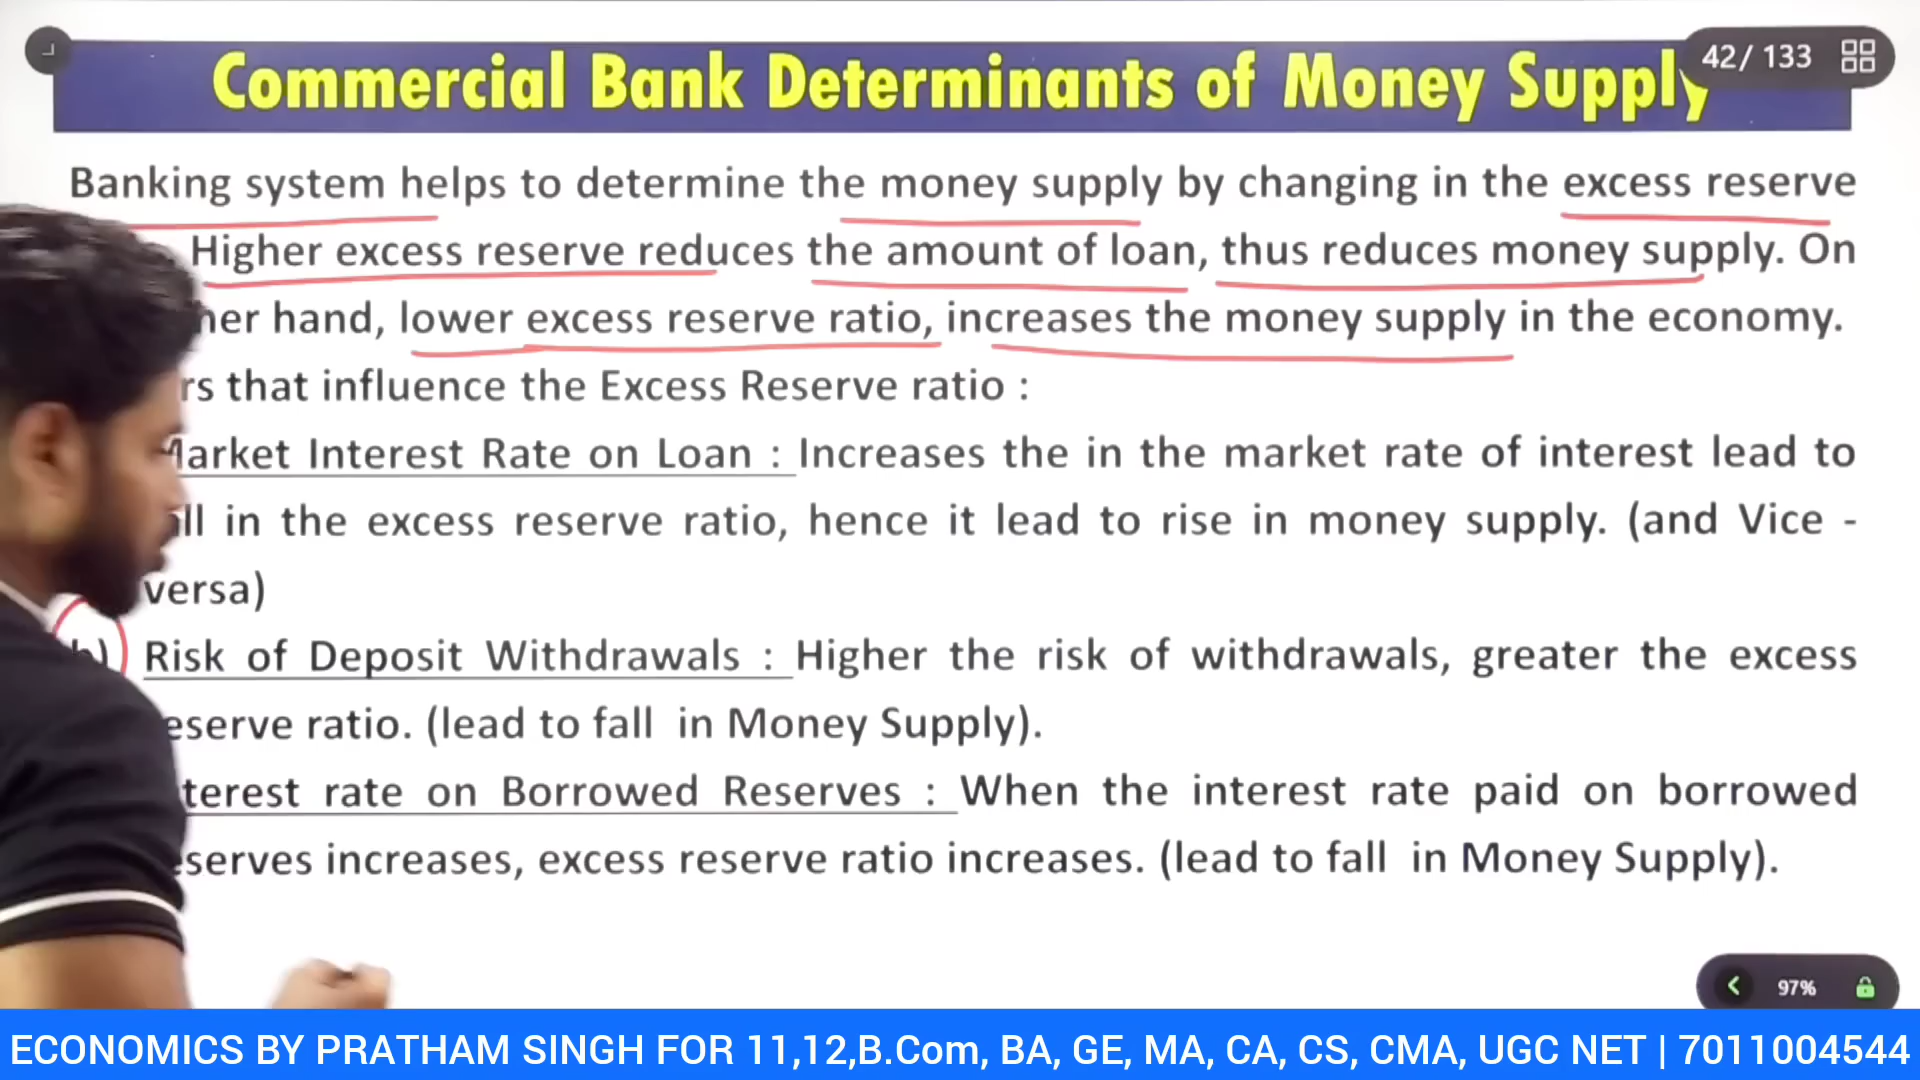 Commercial Bank Determinants of Money Supply
42/ 133
Banking system helps to determine the money supply by changing in the excess reserve
Higher excess reserve reduces the amount of loan, thus reduces money supply. On
her hand, lower excess reserve ratio, increases the money supply in the economy.
rs that influence the Excess Reserve ratio :
Market Interest Rate on Loan : Increases the in the market rate of interest lead to
ll in the excess reserve ratio, hence it lead to rise in money supply. (and Vice -
versa)
b) Risk of Deposit Withdrawals : Higher the risk of withdrawals, greater the excess
eserve ratio. (lead to fall in Money Supply).
terest rate on Borrowed Reserves : When the interest rate paid on borrowed
serves increases, excess reserve ratio increases. (lead to fall in Money Supply).
97%
ECONOMICS BY PRATHAM SINGH FOR 11,12,B.Com, BA, GE, MA, CA, CS, CMA, UGC NET | 7011004544